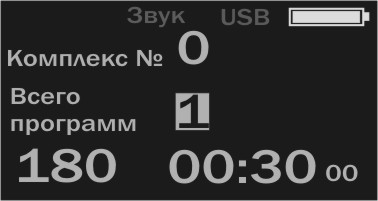 Звук USB
Комплекс № 0
Всего
программ 1
180 00:30 00